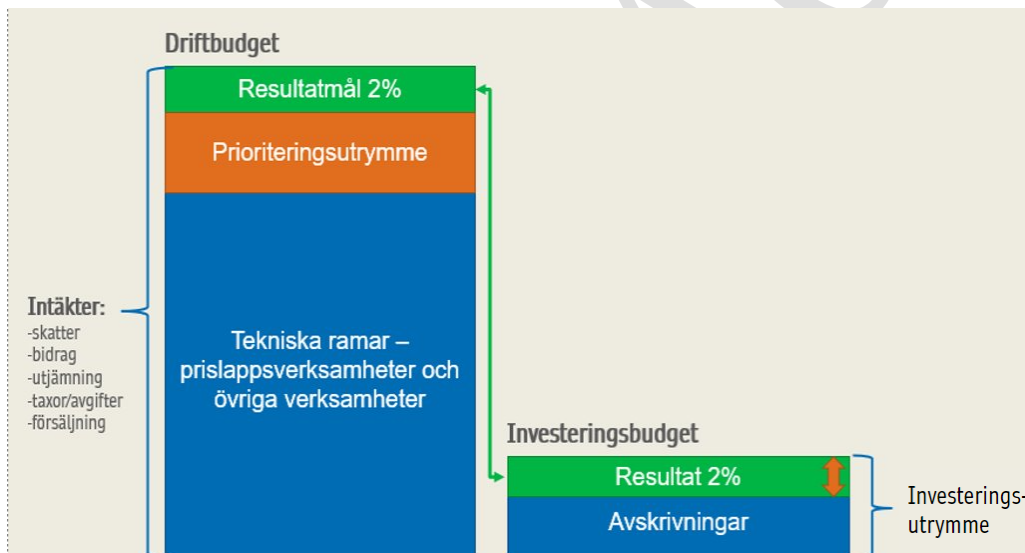 Driftbudget
Resultatmål 2%
Prioriteringsutrymme
Intäkter:
-skatter
-bidrag
-utjämning
-taxor/avgifter
-försäljning
Tekniska ramar –
prislappsverksamheter och
övriga verksamheter
Investeringsbudget
Resultat 2%
Avskrivningar
Investerings-
utrymme